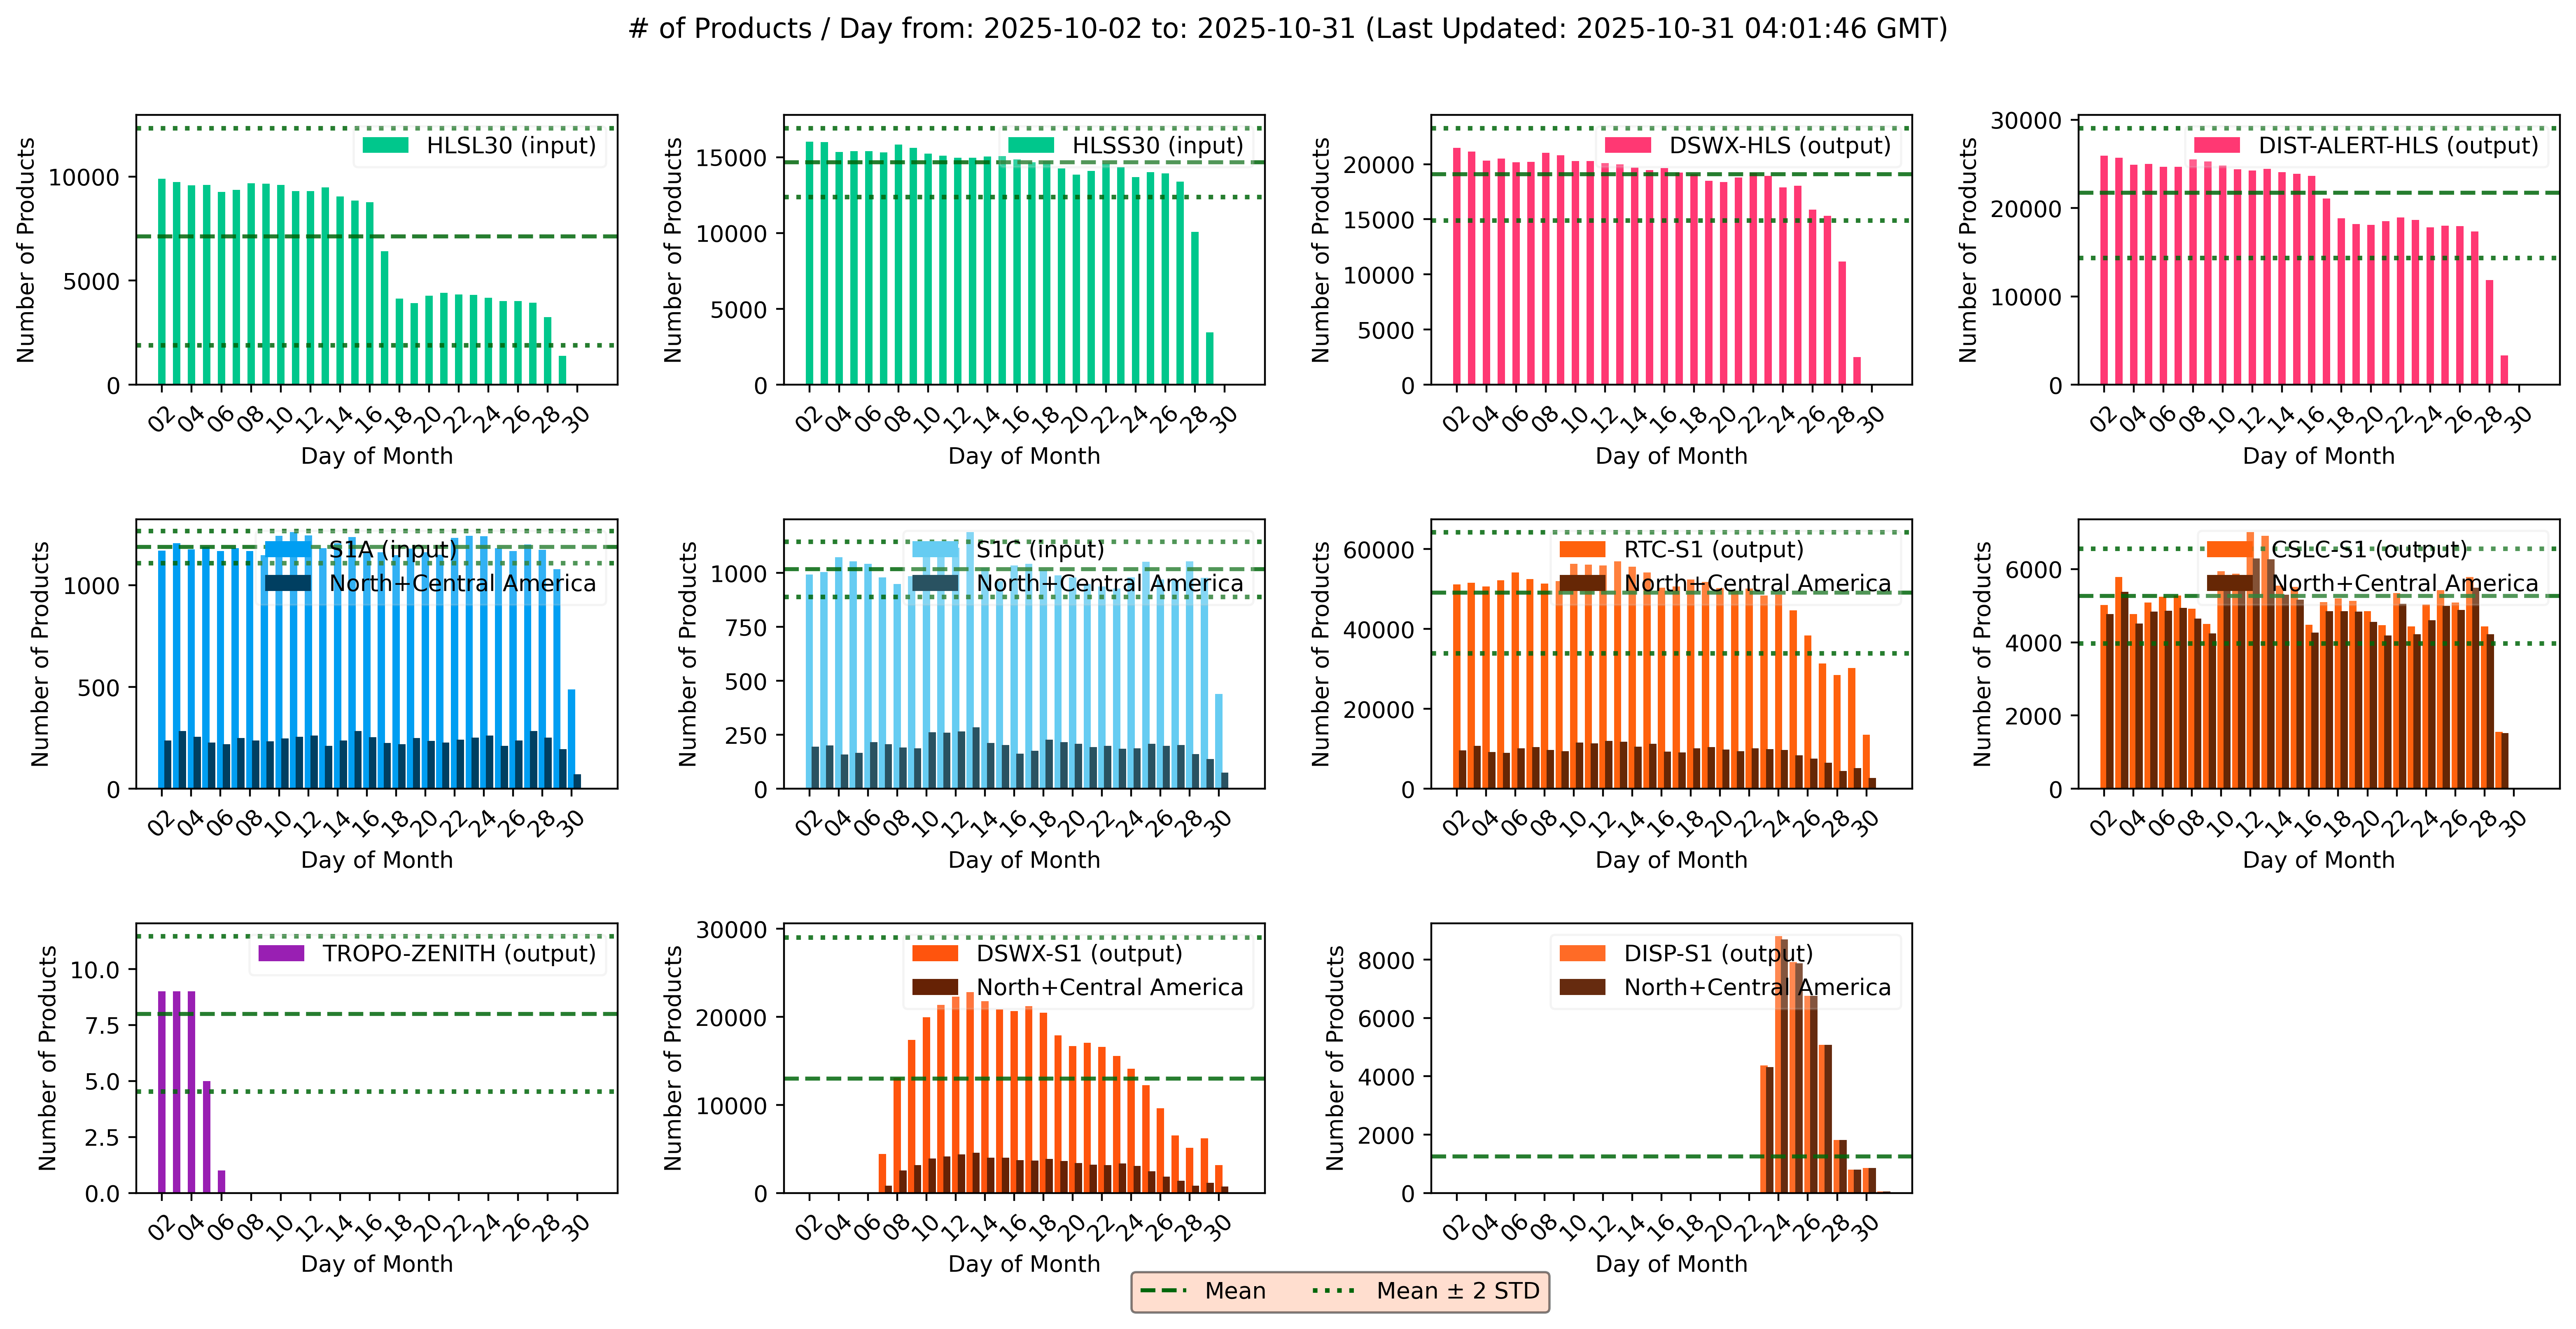 # of Products / Day from: 2025-10-02 to: 2025-10-31 (Last Updated: 2025-10-31 04:01:46 GMT)
Number of Products
10000
5000
0
HLSL30 (input)
02 04 06 08 10 12 14 16 18 20 22 24 26 28 30
Day of Month
Number of Products
15000
10000
5000
0
HLSS30 (input)
02 04 06 08 10 12 14 16 18 20 22 24 26 28 30
Day of Month
Number of Products
20000
15000
10000
5000
0
DSWX-HLS (output)
02 04 06 08 10 12 14 16 18 20 22 24 26 28 30
Day of Month
Number of Products
30000
20000
10000
0
DIST-ALERT-HLS (output)
02 04 06 08 10 12 14 16 18 20 22 24 26 28 30
Day of Month
Number of Products
1000
500
0
S1A (input)
North+Central America
02 04 06 08 10 12 14 16 18 20 22 24 26 28 30
Day of Month
Number of Products
1000
750
500
250
0
S1C (input)
North+Central America
02 04 06 08 10 12 14 16 18 20 22 24 26 28 30
Day of Month
Number of Products
60000
40000
20000
0
RTC-S1 (output)
North+Central America
02 04 06 08 10 12 14 16 18 20 22 24 26 28 30
Day of Month
Number of Products
6000
4000
2000
0
CSLC-S1 (output)
North+Central America
02 04 06 08 10 12 14 16 18 20 22 24 26 28 30
Day of Month
Number of Products
10.0
7.5
5.0
2.5
0.0
TROPO-ZENITH (output)
02 04 06 08 10 12 14 16 18 20 22 24 26 28 30
Day of Month
Number of Products
30000
20000
10000
0
DSWX-S1 (output)
North+Central America
02 04 06 08 10 12 14 16 18 20 22 24 26 28 30
Day of Month
Number of Products
8000
6000
4000
2000
0
DISP-S1 (output)
North+Central America
02 04 06 08 10 12 14 16 18 20 22 24 26 28 30
Day of Month
Mean
Mean ± 2 STD